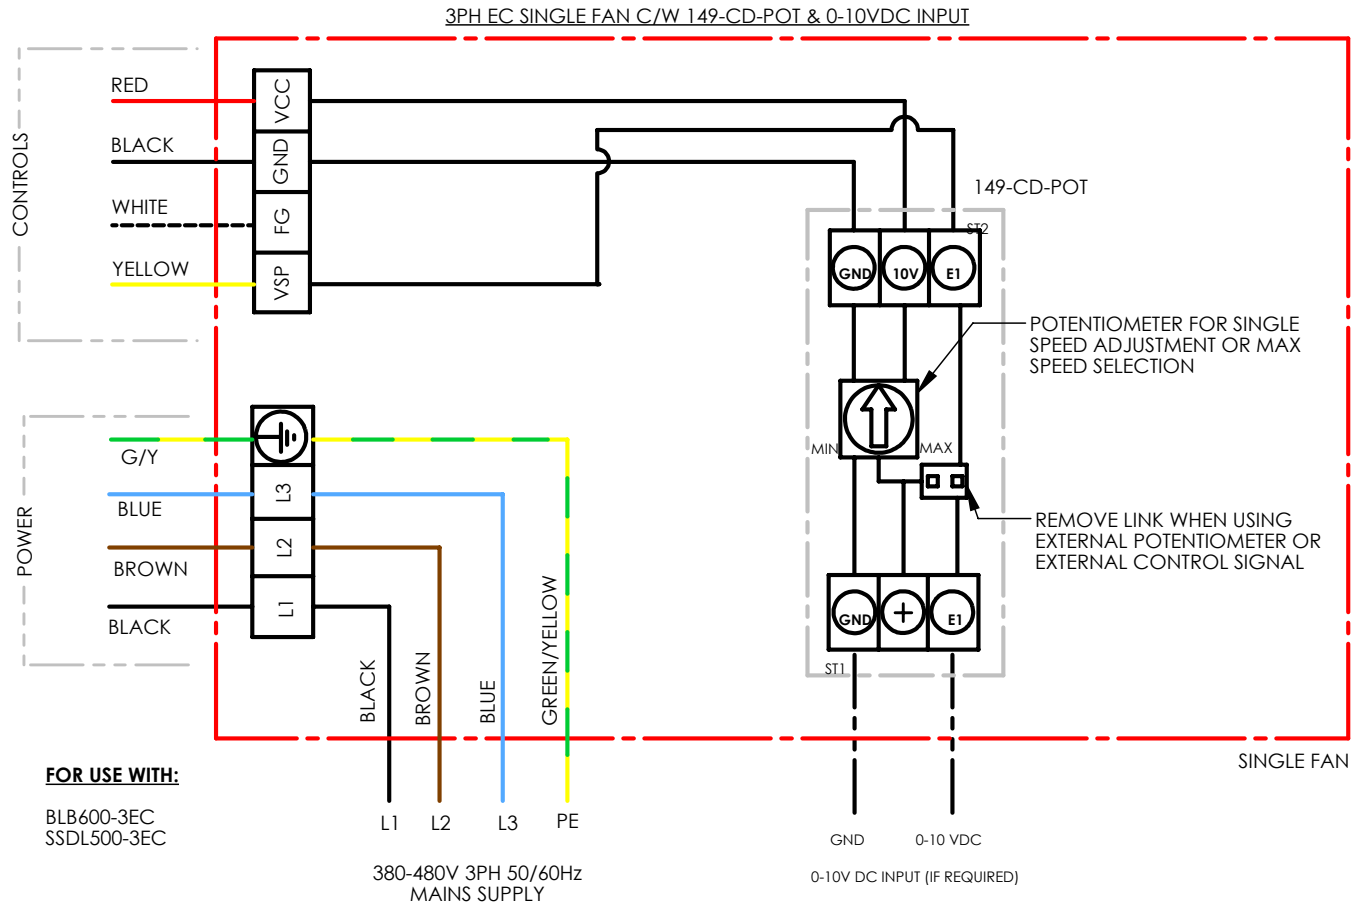 3PH EC SINGLE FAN C/W 149-CD-POT & 0-10VDC INPUT
CONTROLS
RED
BLACK
WHITE
YELLOW
VCC
GND
FG
VSP
149-CD-POT
ST2
GND
10V
E1
POTENTIOMETER FOR SINGLE
SPEED ADJUSTMENT OR MAX
SPEED SELECTION
MIN
MAX
REMOVE LINK WHEN USING
EXTERNAL POTENTIOMETER OR
EXTERNAL CONTROL SIGNAL
GND
+
E1
ST1
POWER
G/Y
BLUE
BROWN
BLACK
L3
L2
L1
BLACK
BROWN
BLUE
GREEN/YELLOW
SINGLE FAN
FOR USE WITH:
BLB600-3EC
SSDL500-3EC
L1
L2
L3
PE
380-480V 3PH 50/60Hz
MAINS SUPPLY
GND
0-10 VDC
0-10V DC INPUT (IF REQUIRED)